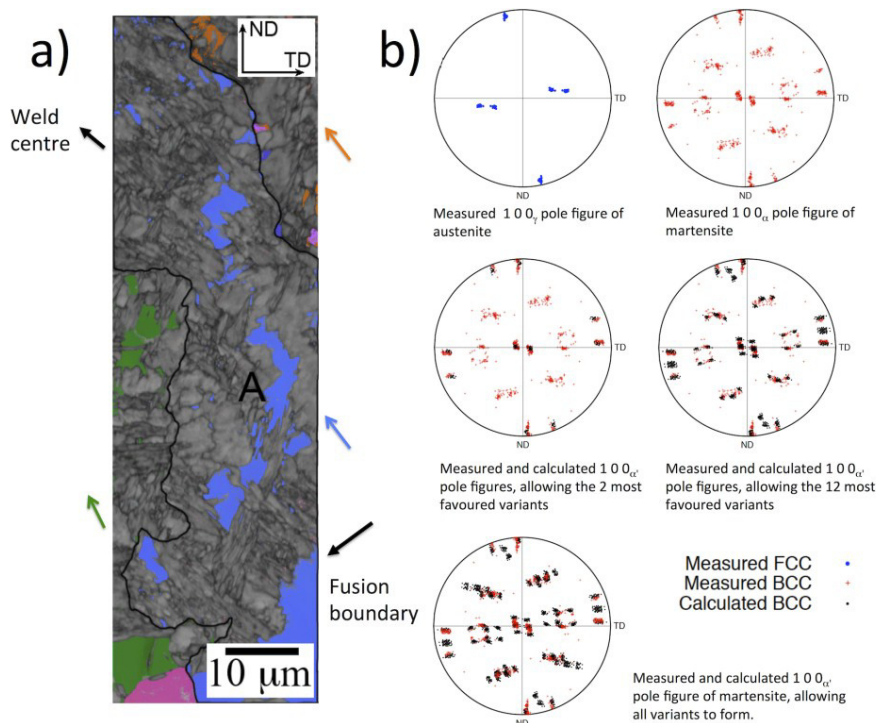 a)
ND
TD
Weld
centre
A
Fusion
boundary
10 μm
b)
TD
ND
Measured 1 0 0γ pole figure of
austenite
TD
ND
Measured 1 0 0α pole figure of
martensite
TD
ND
Measured and calculated 1 0 0α'
pole figures, allowing the 2 most
favoured variants
TD
ND
Measured and calculated 1 0 0α'
pole figures, allowing the 12 most
favoured variants
TD
ND
Measured FCC
Measured BCC
Calculated BCC
Measured and calculated 1 0 0α'
pole figure of martensite, allowing
all variants to form.